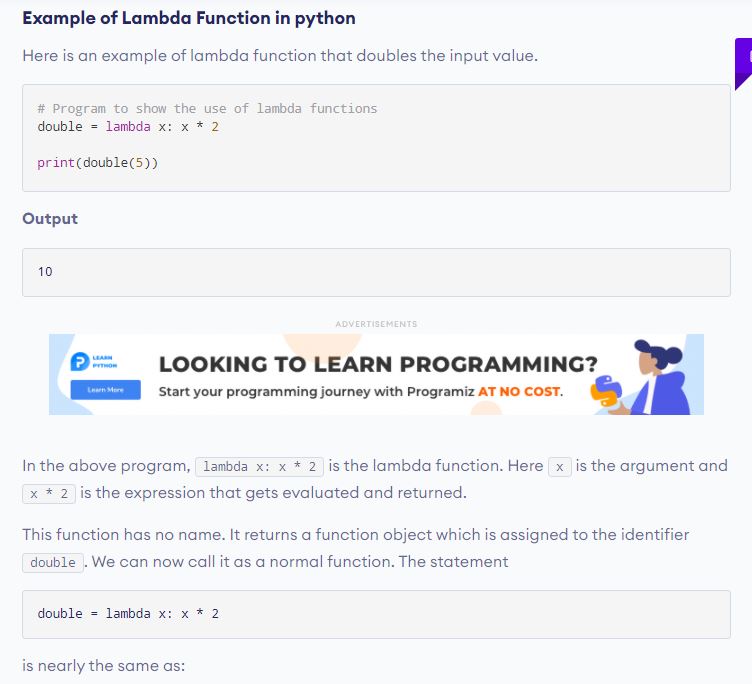 Example of Lambda Function in python
Here is an example of lambda function that doubles the input value.
# Program to show the use of lambda functions
double = lambda x: x * 2
print(double(5))
Output
10
ADVERTISEMENTS
LEARN
PYTHON
Learn More
LOOKING TO LEARN PROGRAMMING?
Start your programming journey with Programiz AT NO COST.
In the above program, lambda x: x * 2 is the lambda function. Here x is the argument and
x * 2 is the expression that gets evaluated and returned.
This function has no name. It returns a function object which is assigned to the identifier
double . We can now call it as a normal function. The statement
double = lambda x: x * 2
is nearly the same as: